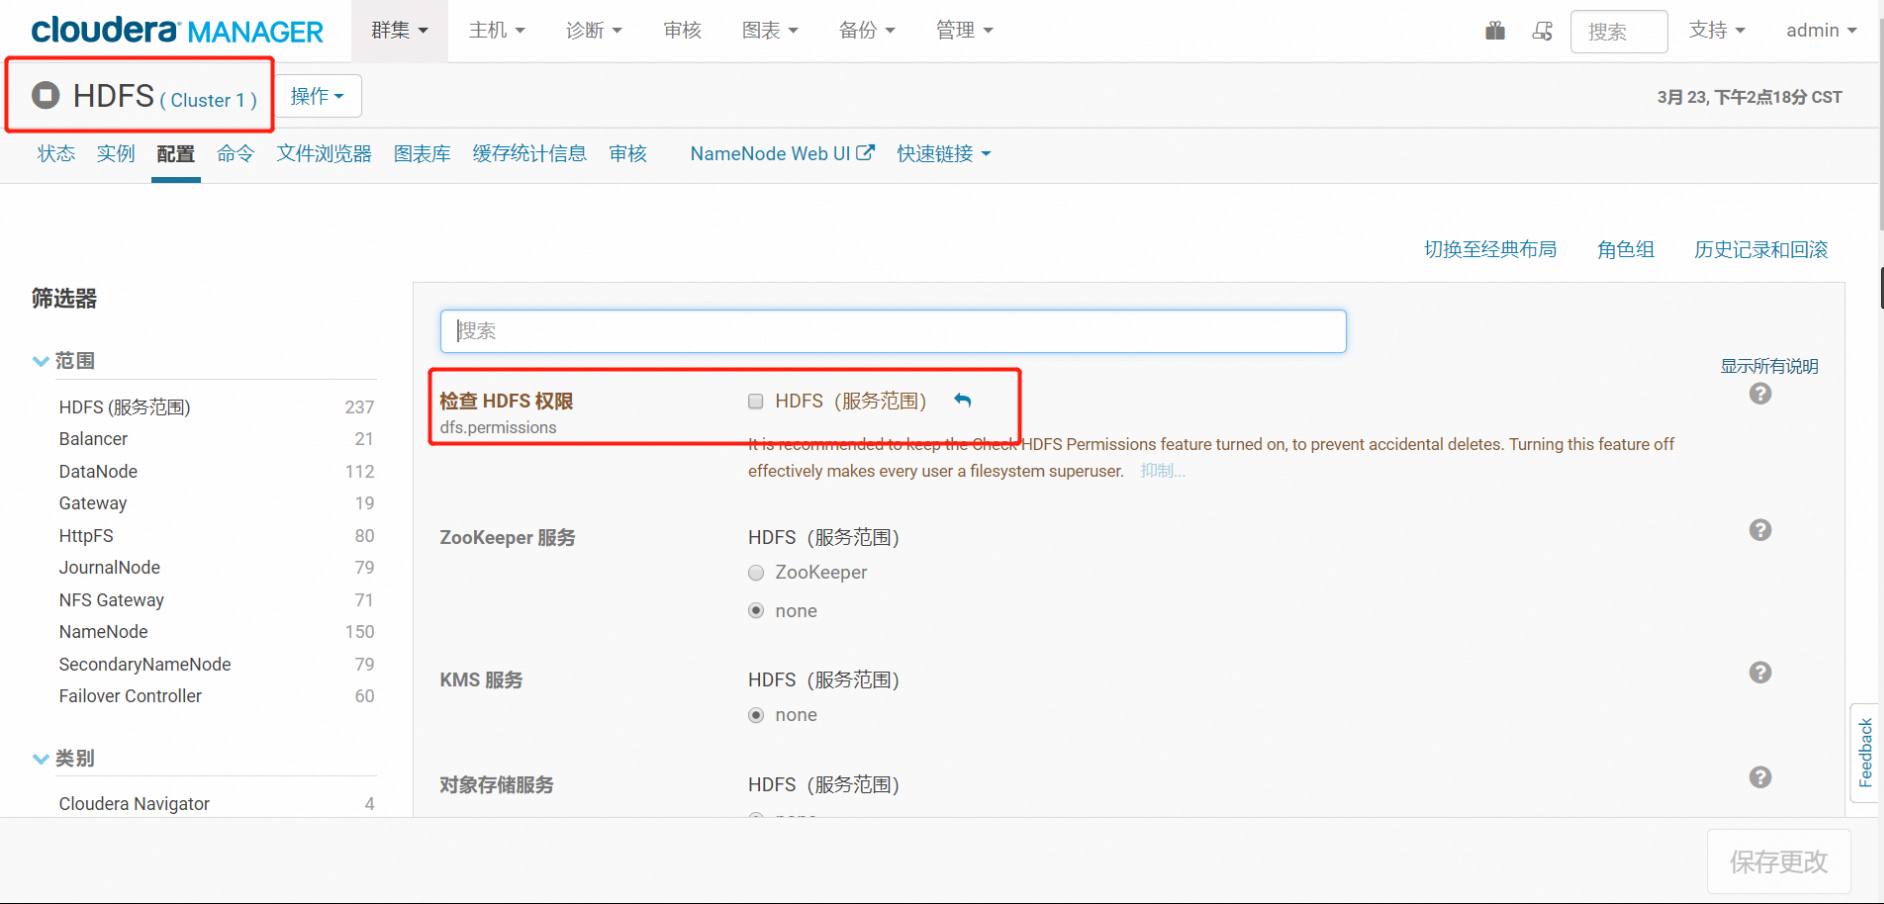 cloudera MANAGER 群集 主机 诊断 审核 图表 备份 管理 搜索 支持 admin
HDFS ( Cluster 1 ) 操作 3月 23, 下午2点18分 CST
状态 实例 配置 命令 文件浏览器 图表库 缓存统计信息 审核 NameNode Web UI 快速链接
切换至经典布局 角色组 历史记录和回滚
筛选器
范围
HDFS (服务范围) 237
Balancer 21
DataNode 112
Gateway 19
HttpFS 80
JournalNode 79
NFS Gateway 71
NameNode 150
SecondaryNameNode 79
Failover Controller 60
类别
Cloudera Navigator 4
搜索
显示所有说明
检查 HDFS 权限 HDFS（服务范围）
dfs.permissions
It is recommended to keep the Check HDFS Permissions feature turned on, to prevent accidental deletes. Turning this feature off
effectively makes every user a filesystem superuser. 抑制...
ZooKeeper 服务 HDFS（服务范围）
ZooKeeper
none
KMS 服务 HDFS（服务范围）
none
对象存储服务 HDFS（服务范围）
Feedback
保存更改